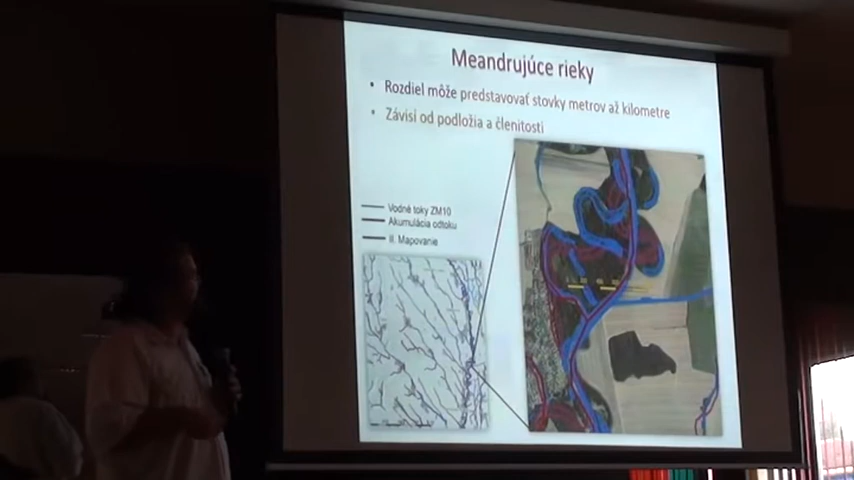 Meandrujúce rieky
• Rozdiel môže predstavovať stovky metrov až kilometre
• Závisí od podložia a členitosti
Vodné toky ZM10
Akumulácia odtoku
II. Mapovanie